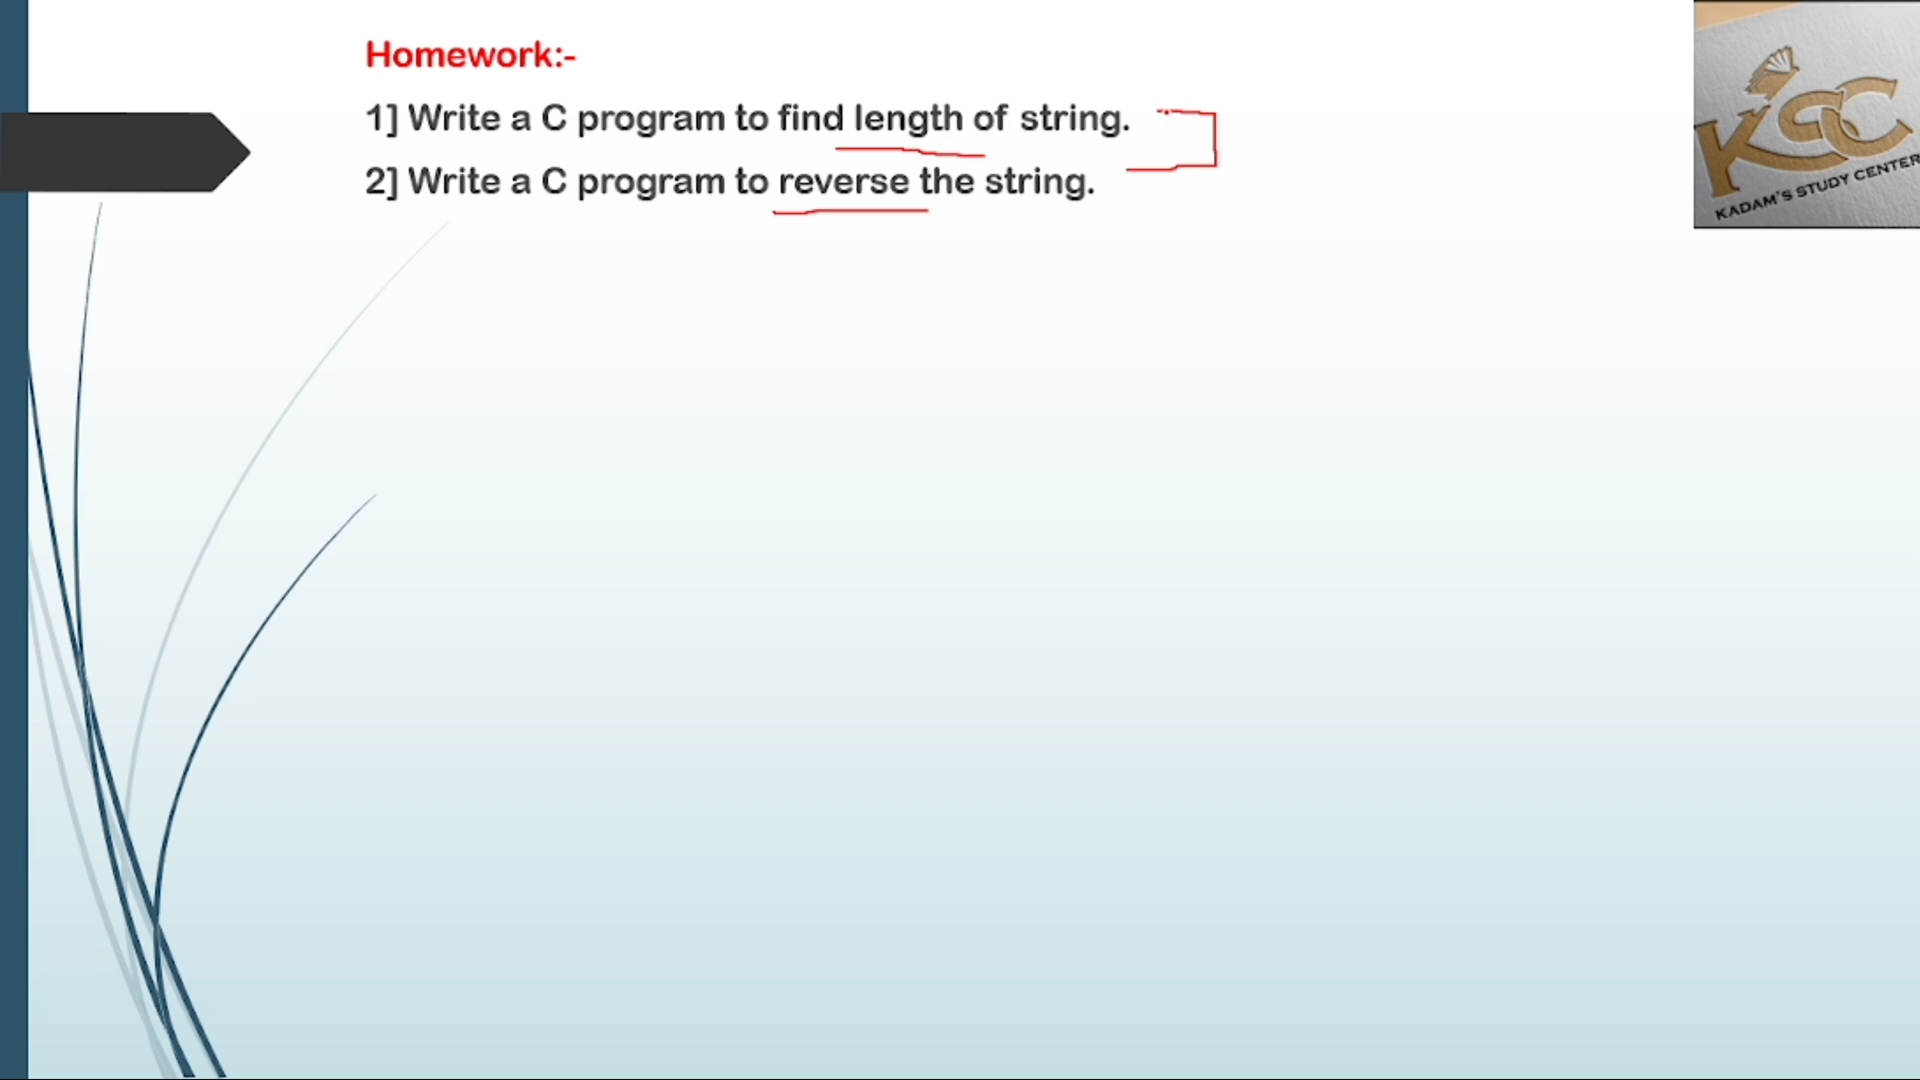 Homework:-
1] Write a C program to find length of string.
2] Write a C program to reverse the string.
KSC
KADAM'S STUDY CENTER